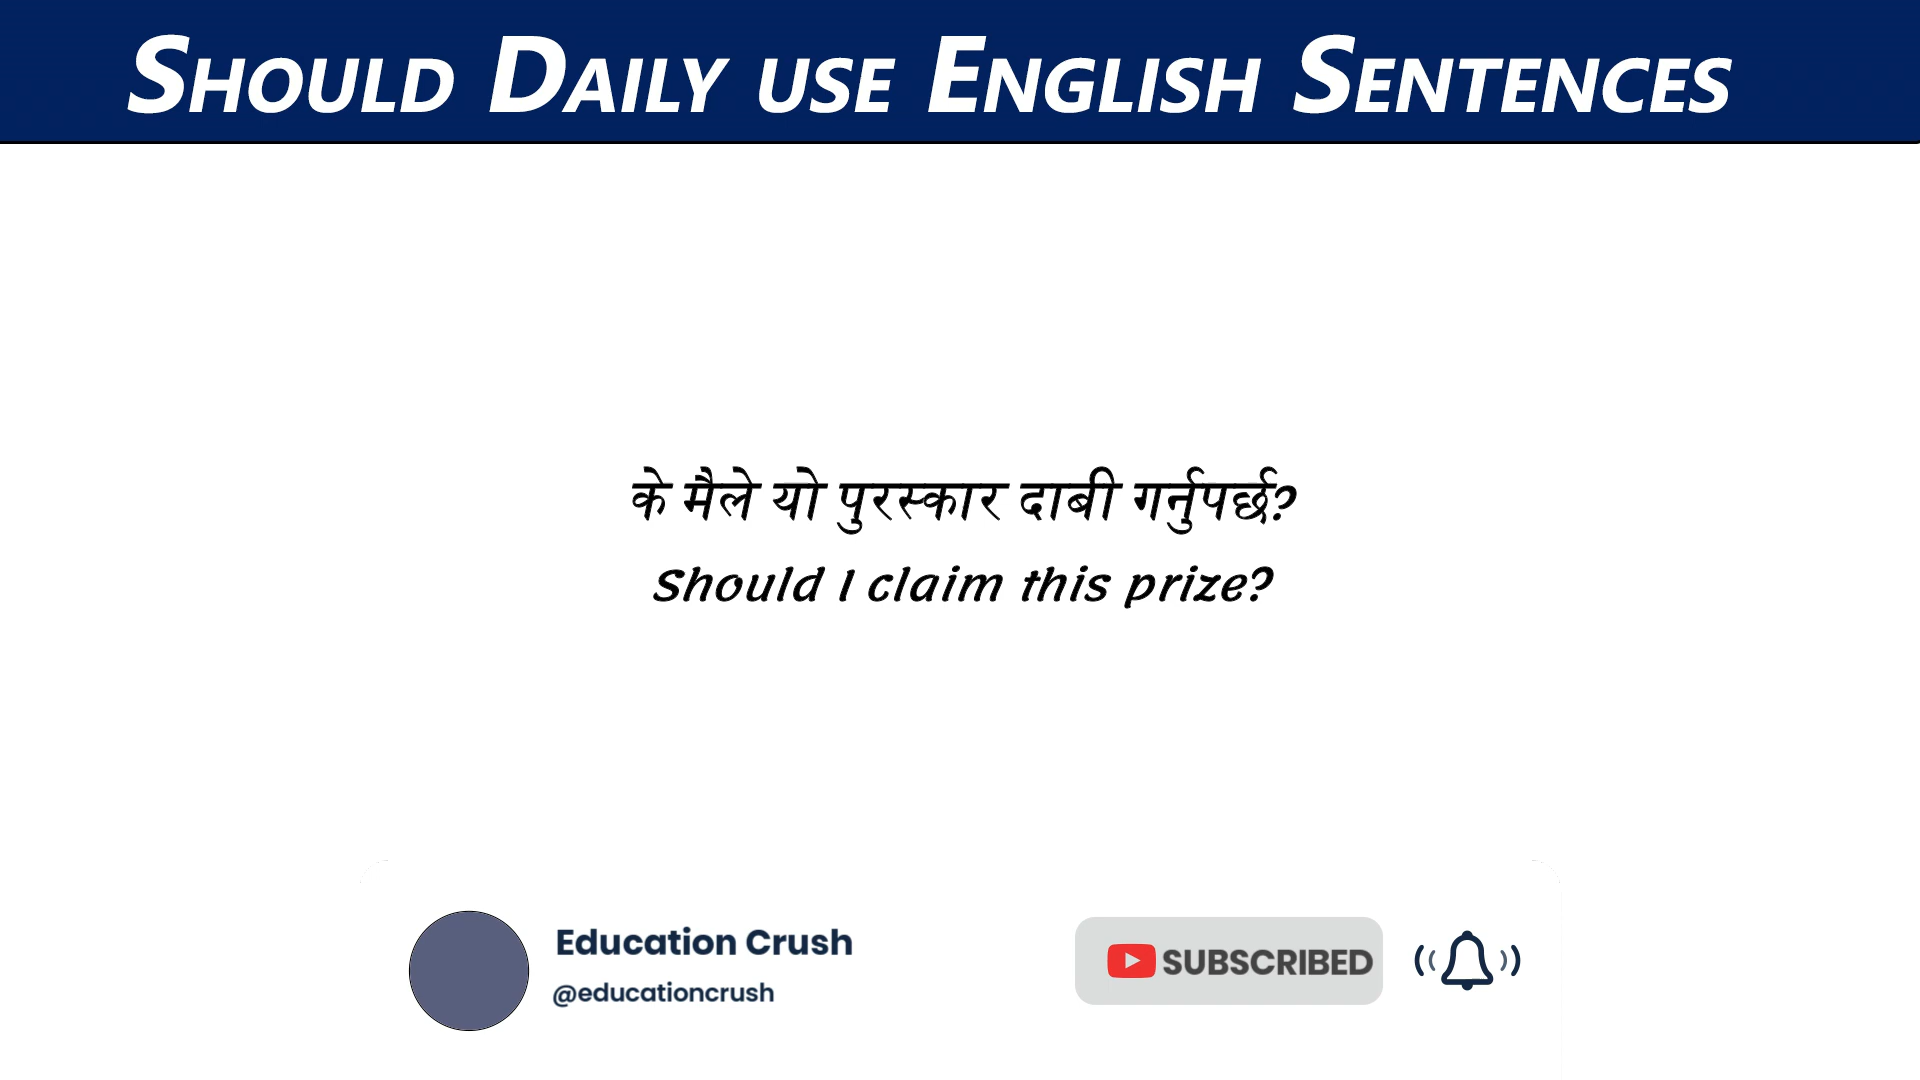 Should Daily use English Sentences
के मैले यो पुरस्कार दाबी गर्नुपर्छ?
Should I claim this prize?
Education Crush
@educationcrush
SUBSCRIBED